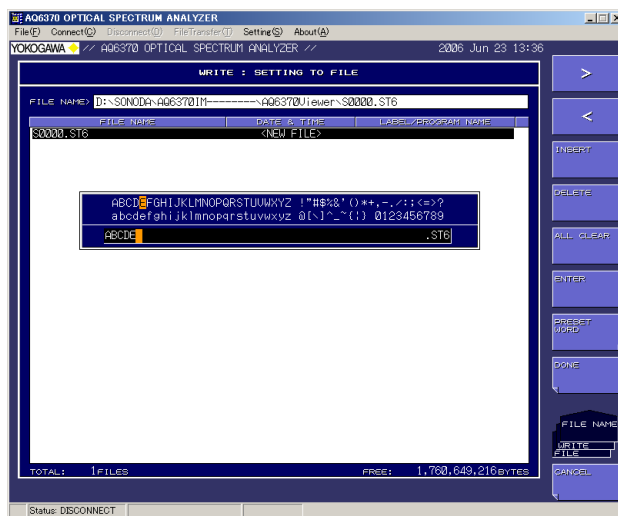 AQ6370 OPTICAL SPECTRUM ANALYZER
File(F) Connect(C) Disconnect(D) FileTransfer(T) Setting(S) About(A)
YOKOGAWA // AQ6370 OPTICAL SPECTRUM ANALYZER // 2006 Jun 23 13:36
WRITE : SETTING TO FILE
FILE NAME> D:\SONODA\AQ6370IM--------\AQ6370Viewer\S0000.ST6
FILE NAME DATE & TIME LABEL/PROGRAM NAME
S0000.ST6 <NEW FILE>
ABCDEFGHIJKLMNOPQRSTUVWXYZ !"#$%&'()*+,-./:;<=>?
abcdefghijklmnopqrstuvwxyz @[\]^_~{¦} 0123456789
ABCDE .ST6
TOTAL: 1FILES FREE: 1,760,649,216BYTES
>
<
INSERT
DELETE
ALL CLEAR
ENTER
PRESET
WORD
DONE
FILE NAME
WRITE
FILE
CANCEL
Status: DISCONNECT